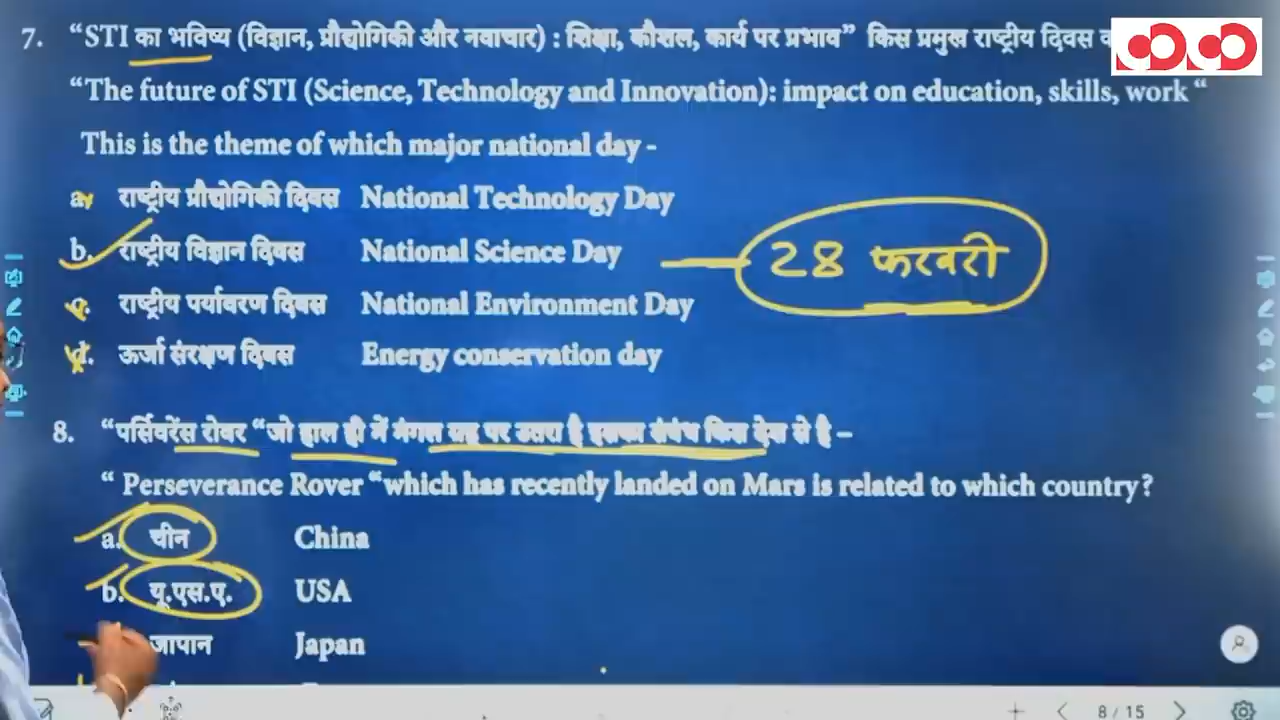 7. “STI का भविष्य (विज्ञान, प्रौद्योगिकी और नवाचार) : शिक्षा, कौशल, कार्य पर प्रभाव” किस प्रमुख राष्ट्रीय दिवस
“The future of STI (Science, Technology and Innovation): impact on education, skills, work “
This is the theme of which major national day -
a. राष्ट्रीय प्रौद्योगिकी दिवस National Technology Day
b. राष्ट्रीय विज्ञान दिवस National Science Day 28 फरवरी
c. राष्ट्रीय पर्यावरण दिवस National Environment Day
d. ऊर्जा संरक्षण दिवस Energy conservation day
8. “पर्सिवरेंस रोवर “जो हाल ही में मंगल ग्रह पर उतरा है इसका संबंध किस देश से है –
“ Perseverance Rover “which has recently landed on Mars is related to which country?
a. चीन China
b. यू.एस.ए. USA
जापान Japan
8 / 15